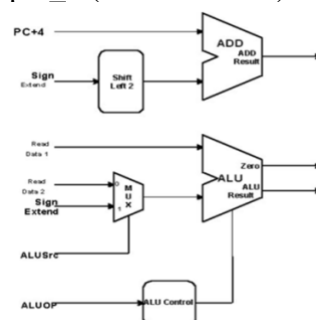 PC+4
ADD
ADD
Result
Sign
Extend
Shift
Left 2
Read
Data 1
Zero
ALU
ALU
Result
Read
Data 2
0
M
U
X
Sign
Extend
1
ALUSrc
ALUOP
ALU Control